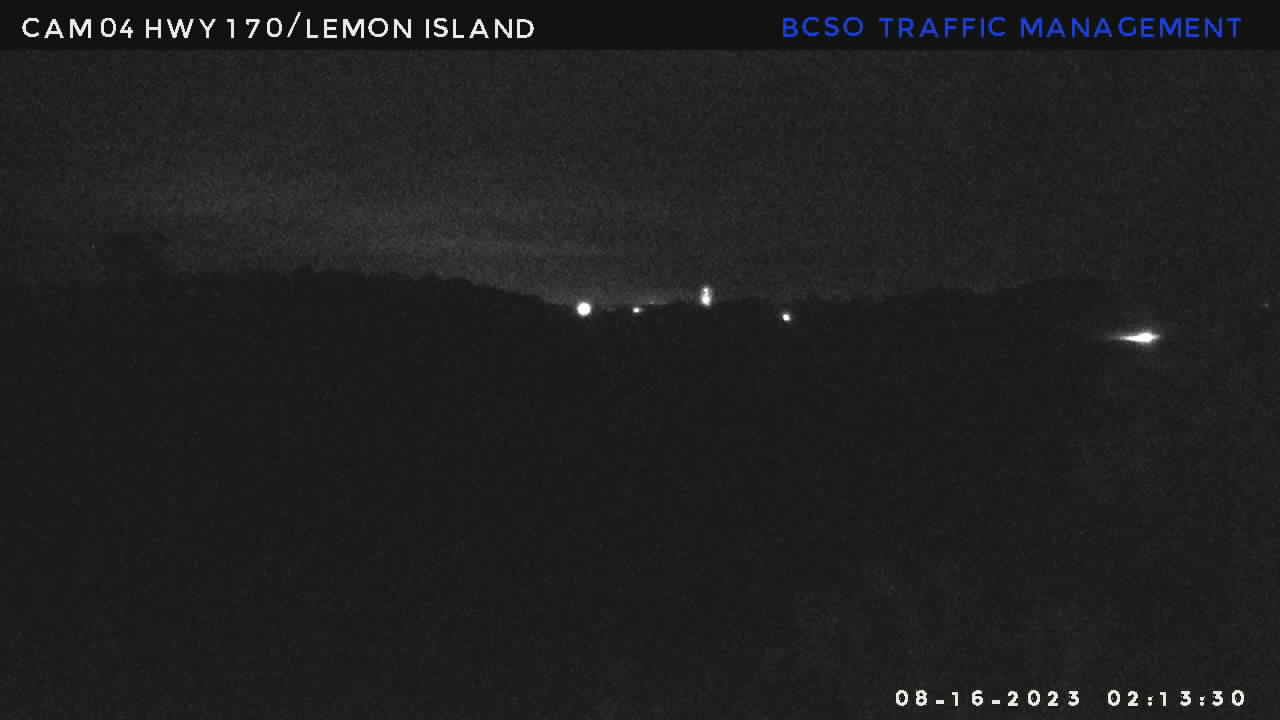 CAM04 HWY 170/LEMON ISLAND
BCSO TRAFFIC MANAGEMENT
08-16-2023 02:13:30